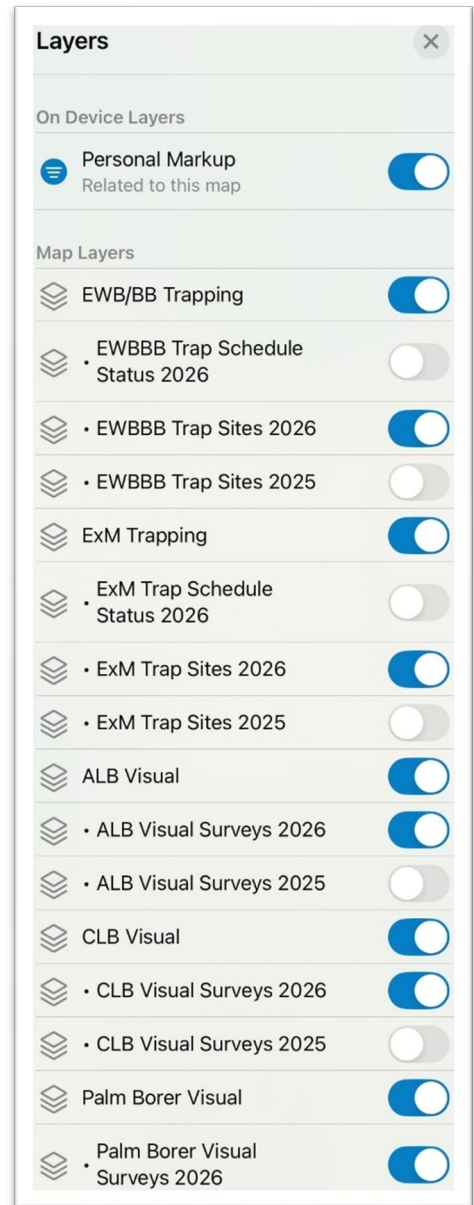 Layers
On Device Layers
Personal Markup
Related to this map
Map Layers
EWB/BB Trapping
• EWBBB Trap Schedule
Status 2026
• EWBBB Trap Sites 2026
• EWBBB Trap Sites 2025
ExM Trapping
• ExM Trap Schedule
Status 2026
• ExM Trap Sites 2026
• ExM Trap Sites 2025
ALB Visual
• ALB Visual Surveys 2026
• ALB Visual Surveys 2025
CLB Visual
• CLB Visual Surveys 2026
• CLB Visual Surveys 2025
Palm Borer Visual
• Palm Borer Visual
Surveys 2026